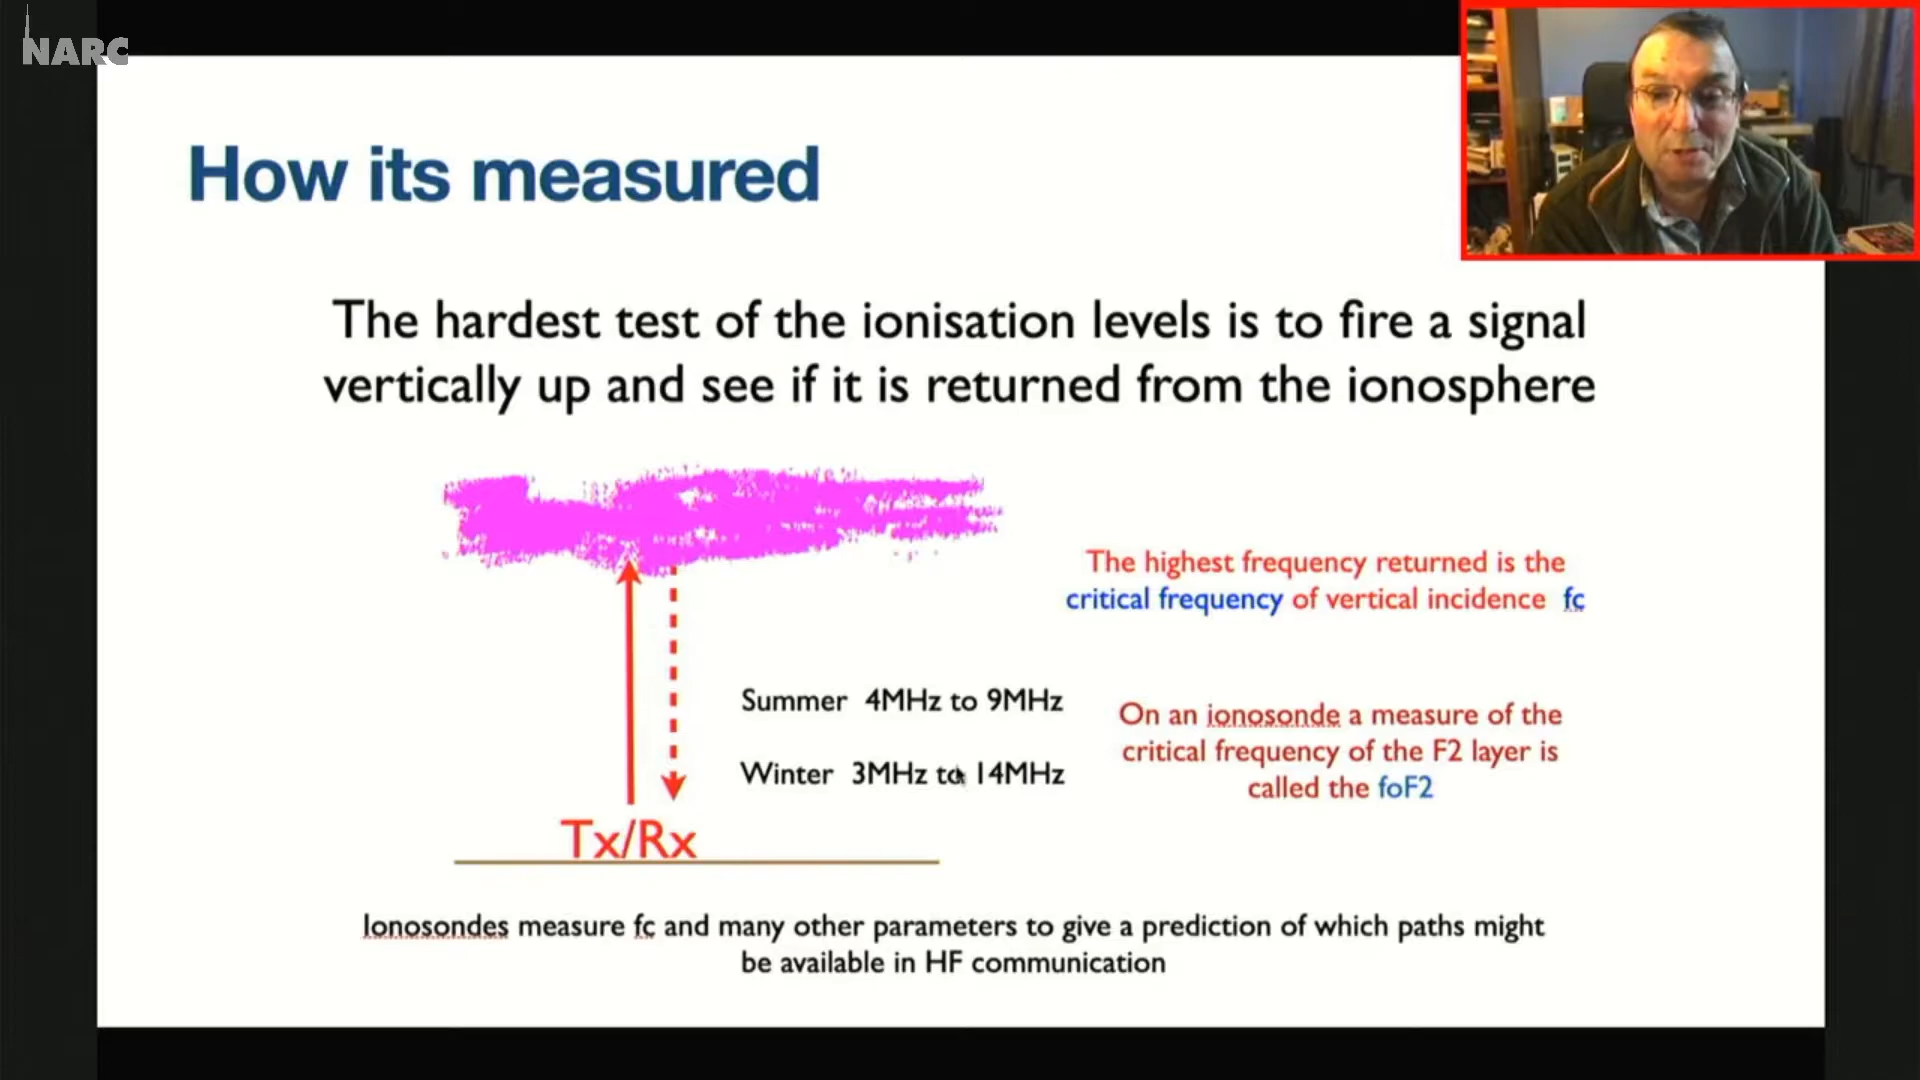 NARC
How its measured
The hardest test of the ionisation levels is to fire a signal
vertically up and see if it is returned from the ionosphere
The highest frequency returned is the
critical frequency of vertical incidence fc
Summer 4MHz to 9MHz
Winter 3MHz to 14MHz
On an ionosonde a measure of the
critical frequency of the F2 layer is
called the foF2
Tx/Rx
Ionosondes measure fc and many other parameters to give a prediction of which paths might
be available in HF communication